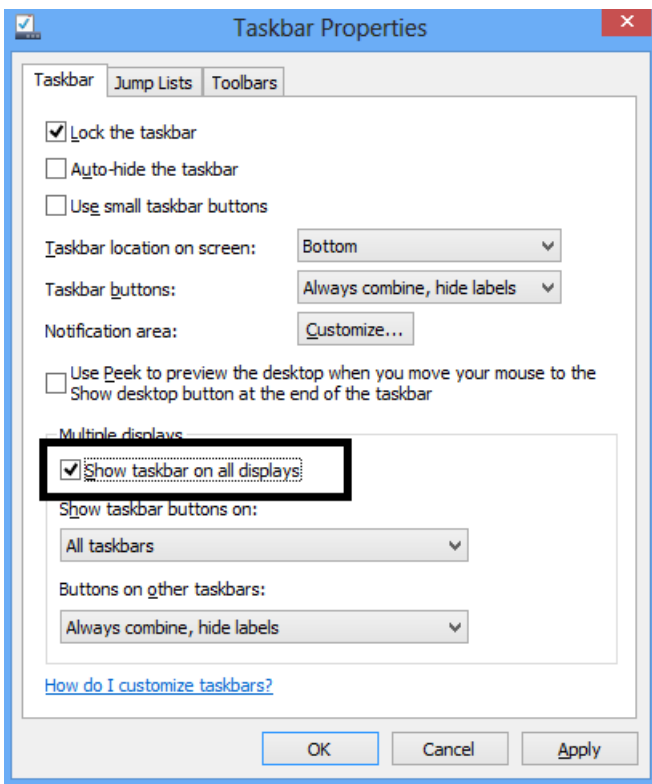 Taskbar Properties
Taskbar
Jump Lists
Toolbars
Lock the taskbar
Auto-hide the taskbar
Use small taskbar buttons
Taskbar location on screen: Bottom
Taskbar buttons: Always combine, hide labels
Notification area: Customize...
Use Peek to preview the desktop when you move your mouse to the
Show desktop button at the end of the taskbar
Multiple displays
Show taskbar on all displays
Show taskbar buttons on:
All taskbars
Buttons on other taskbars:
Always combine, hide labels
How do I customize taskbars?
OK
Cancel
Apply